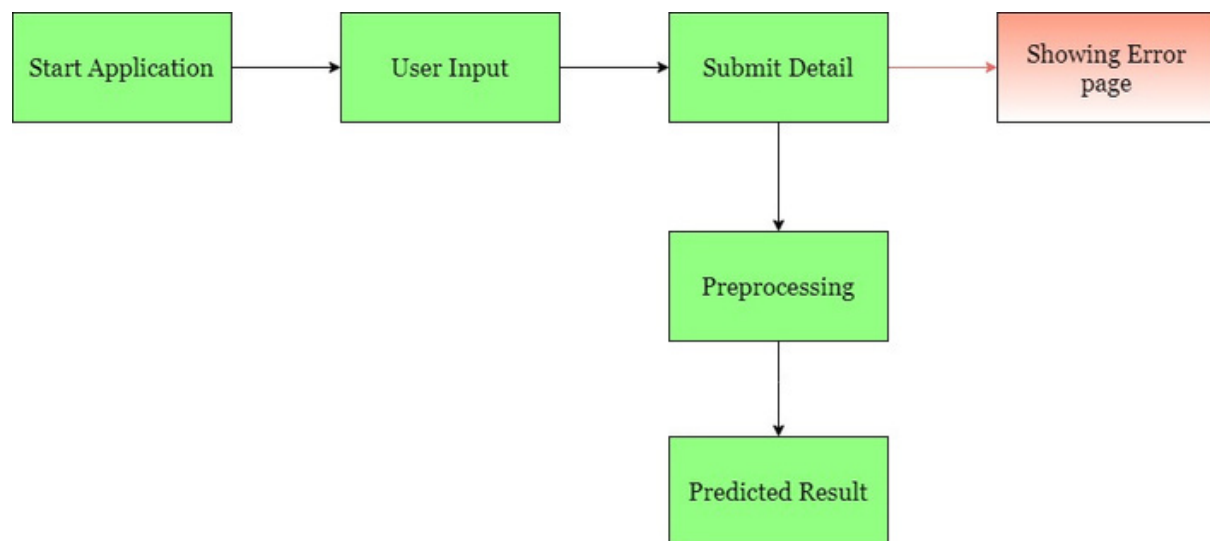 Start Application
User Input
Submit Detail
Showing Error
page
Preprocessing
Predicted Result